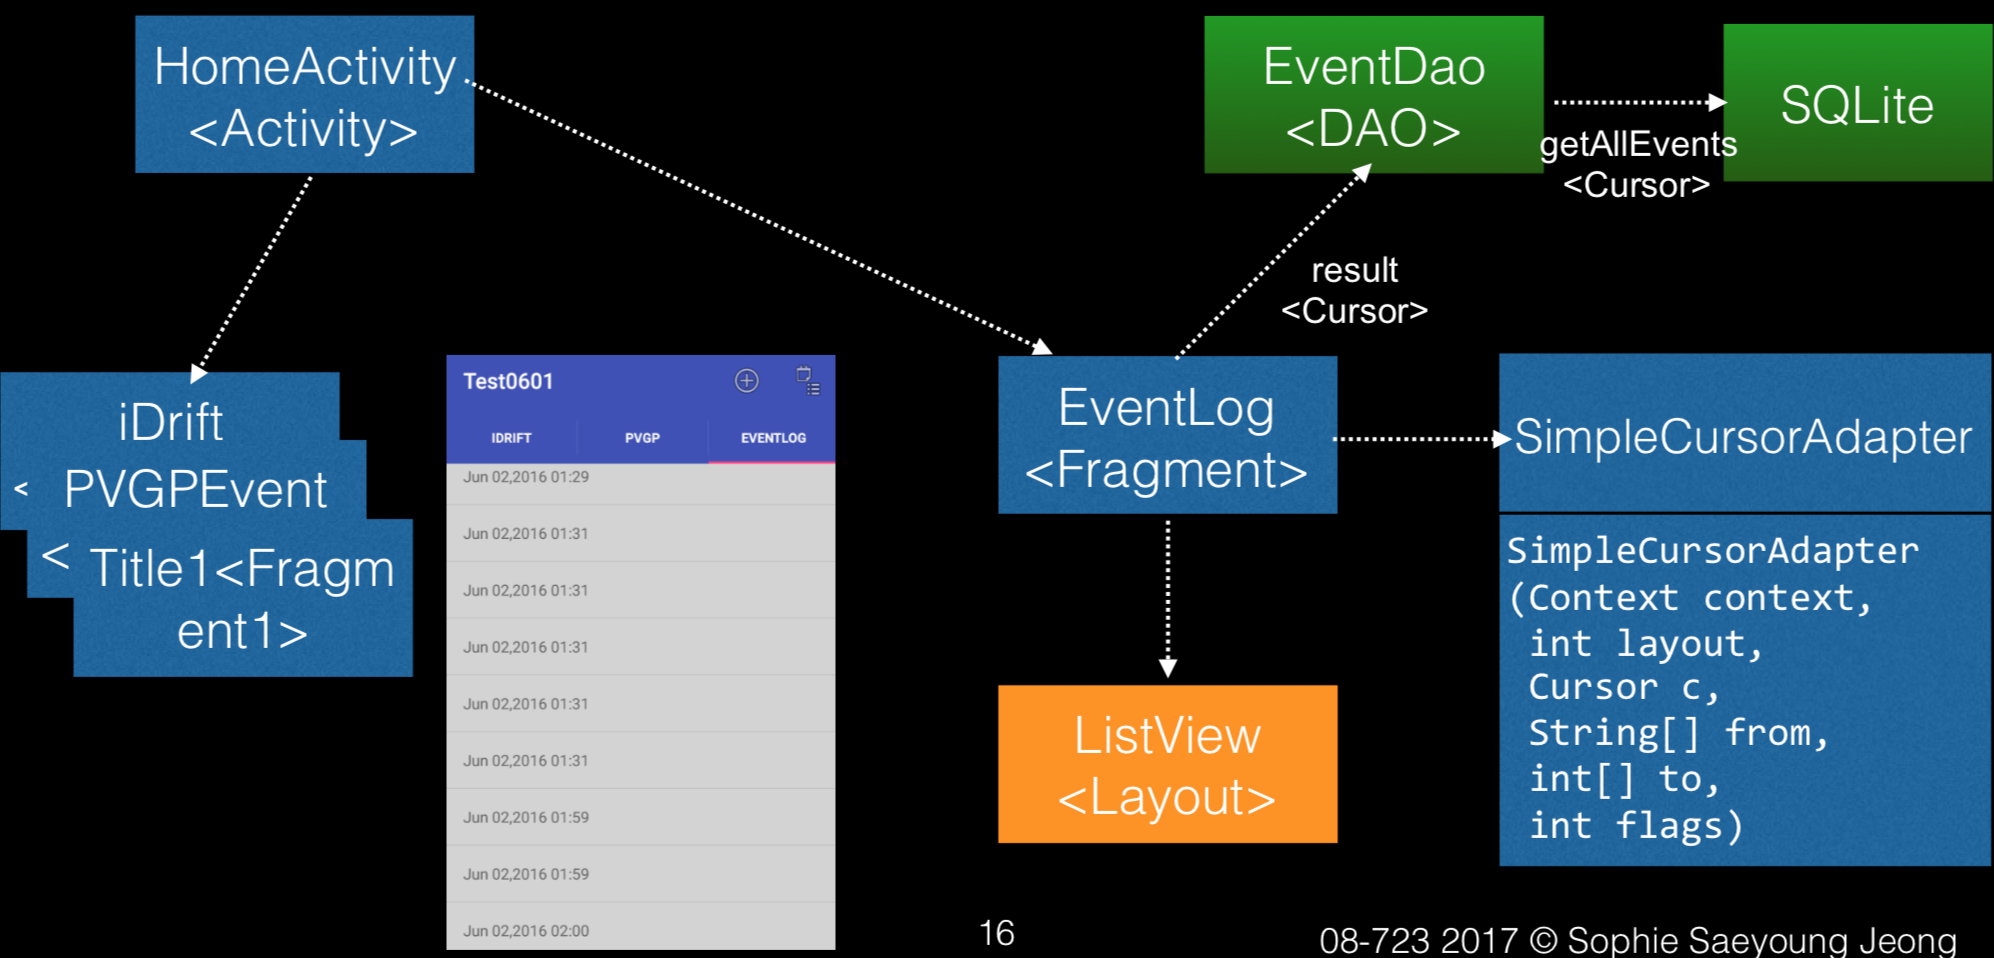 HomeActivity
<Activity>
EventDao
<DAO>
SQLite
getAllEvents
<Cursor>
result
<Cursor>
iDrift
< PVGPEvent
< Title1<Fragm
ent1>
Test0601
IDRIFT PVGP EVENTLOG
Jun 02,2016 01:29
Jun 02,2016 01:31
Jun 02,2016 01:31
Jun 02,2016 01:31
Jun 02,2016 01:31
Jun 02,2016 01:31
Jun 02,2016 01:59
Jun 02,2016 01:59
Jun 02,2016 02:00
EventLog
<Fragment>
SimpleCursorAdapter
SimpleCursorAdapter
(Context context,
int layout,
Cursor c,
String[] from,
int[] to,
int flags)
ListView
<Layout>
16
08-723 2017 © Sophie Saeyoung Jeong